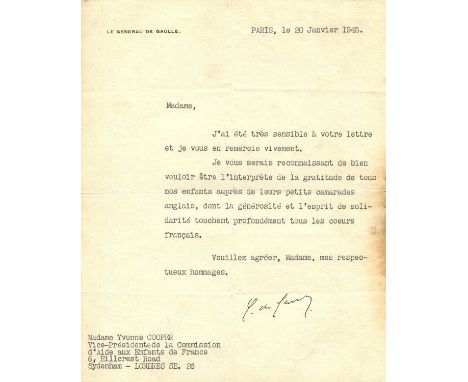 LE GENERAL DE GAULLE.
PARIS, le 20 Janvier 1945.
Madame,
J'ai été très sensible à votre lettre
et je vous en remercie vivement.
Je vous serais reconnaissant de bien
vouloir être l'interprète de la gratitude de tous
nos enfants auprès de leurs petits camarades
anglais, dont la générosité et l'esprit de soli-
darité touchent profondément tous les coeurs
français.
Veuillez agréer, Madame, mes respec-
tueux hommages.
Madame Yvonne COOPER
Vice-Présidente de la Commission
d'Aide aux Enfants de France
6, Hillcrest Road
Sydenham - LONDRES SE. 26